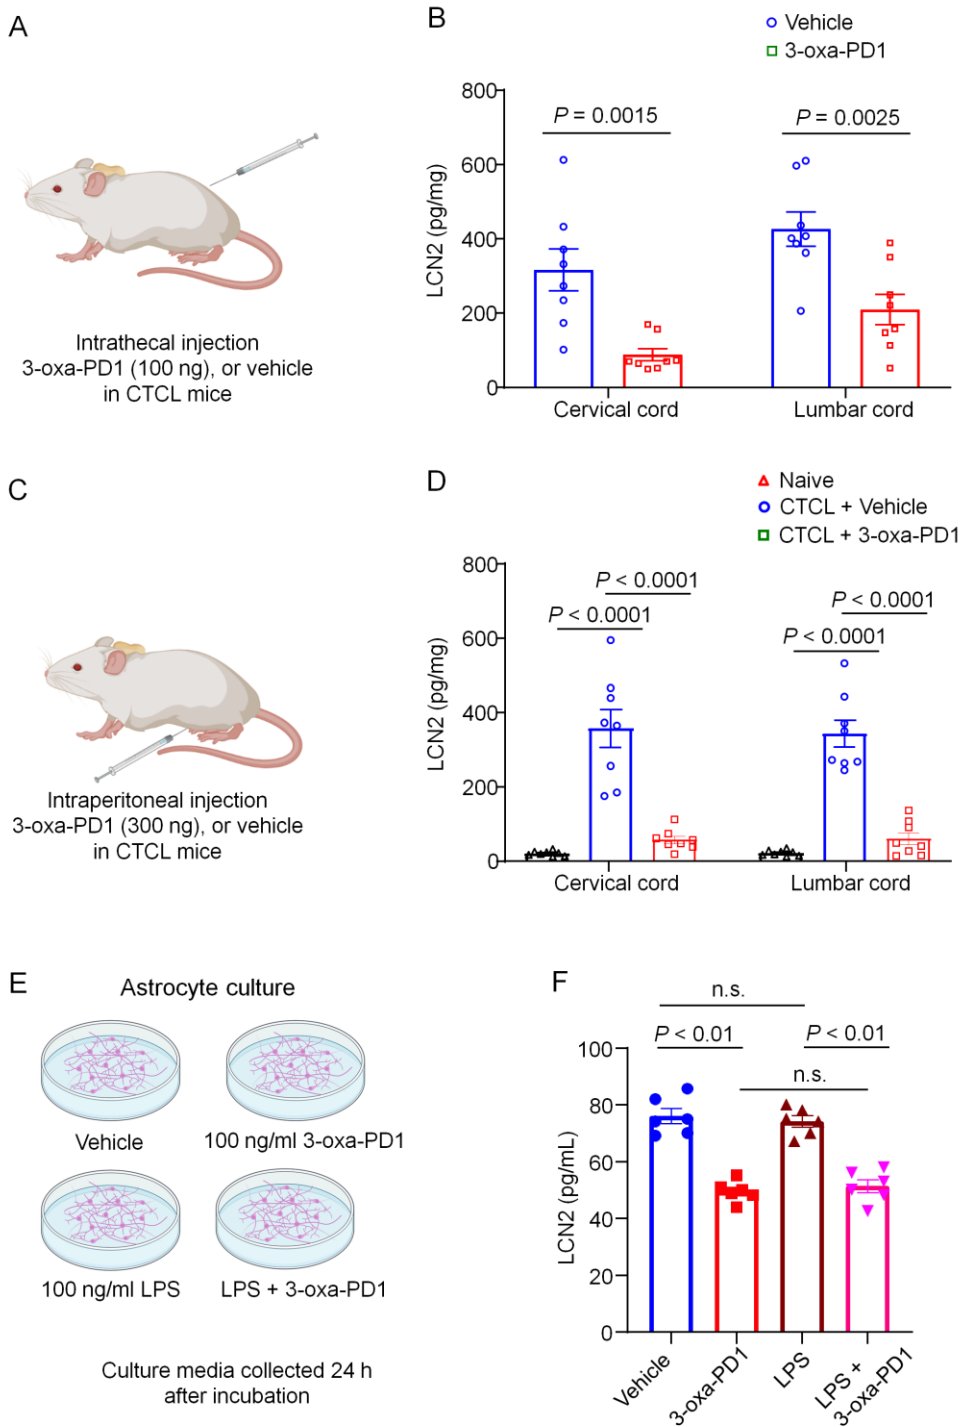 A
Intrathecal injection
3-oxa-PD1 (100 ng), or vehicle
in CTCL mice
B
Vehicle
3-oxa-PD1
LCN2 (pg/mg)
800
600
400
200
0
P = 0.0015
P = 0.0025
Cervical cord
Lumbar cord
C
Intraperitoneal injection
3-oxa-PD1 (300 ng), or vehicle
in CTCL mice
D
Naive
CTCL + Vehicle
CTCL + 3-oxa-PD1
LCN2 (pg/mg)
800
600
400
200
0
P < 0.0001
P < 0.0001
P < 0.0001
P < 0.0001
Cervical cord
Lumbar cord
E
Astrocyte culture
Vehicle
100 ng/ml 3-oxa-PD1
100 ng/ml LPS
LPS + 3-oxa-PD1
Culture media collected 24 h
after incubation
F
n.s.
P < 0.01
P < 0.01
n.s.
LCN2 (pg/mL)
100
80
60
40
20
0
Vehicle
3-oxa-PD1
LPS
LPS +
3-oxa-PD1